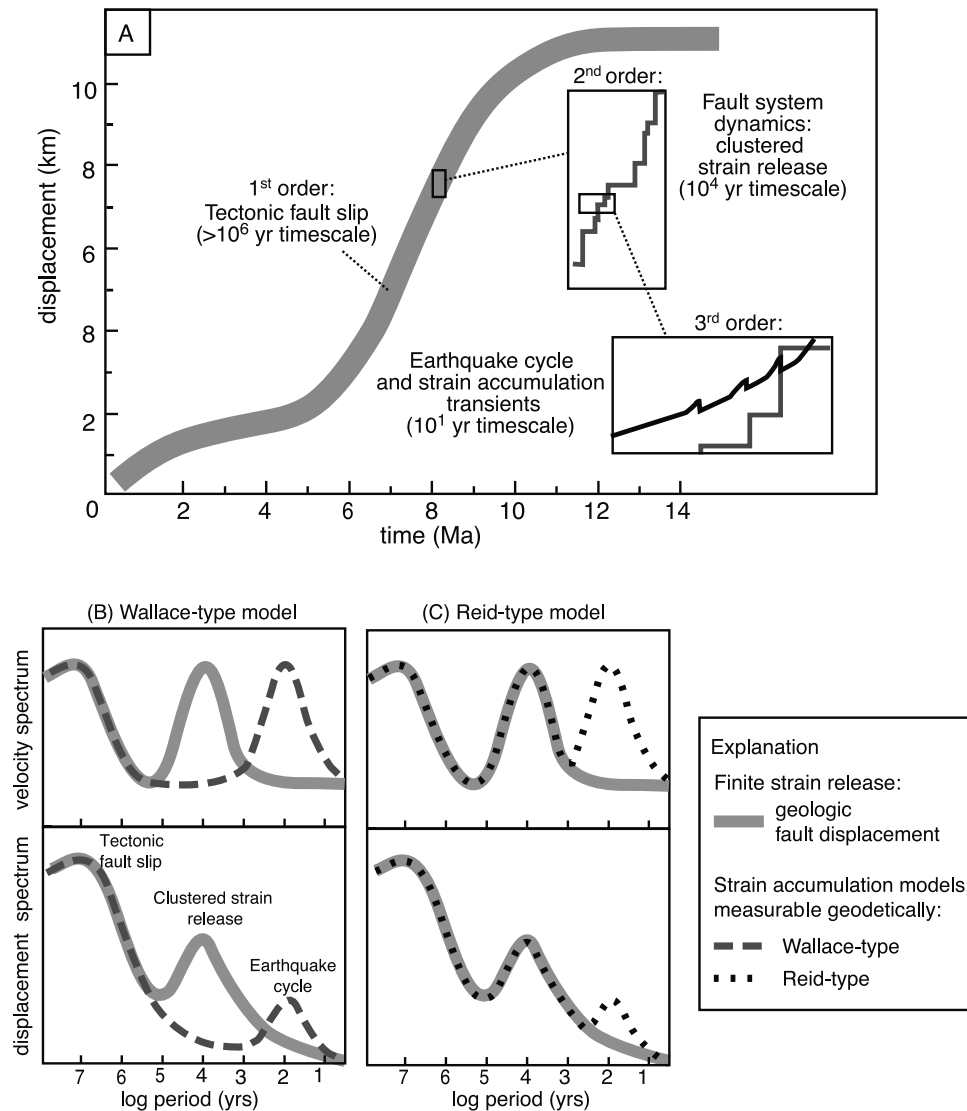 A
displacement (km)
10
8
6
8
2
0
2
4
6
8
10
12
14
time (Ma)
1st order:
Tectonic fault slip
(>10⁶ yr timescale)
2nd order:
Fault system
dynamics:
clustered
strain release
(10⁴ yr timescale)
3rd order:
Earthquake cycle
and strain accumulation
transients
(10¹ yr timescale)
(B) Wallace-type model
(C) Reid-type model
velocity spectrum
displacement spectrum
Tectonic
fault slip
Clustered strain
release
Earthquake
cycle
7 6 5 4 3 2 1
log period (yrs)
7 6 5 4 3 2 1
log period (yrs)
Explanation
Finite strain release:
geologic
fault displacement
Strain accumulation models
measurable geodetically:
Wallace-type
Reid-type